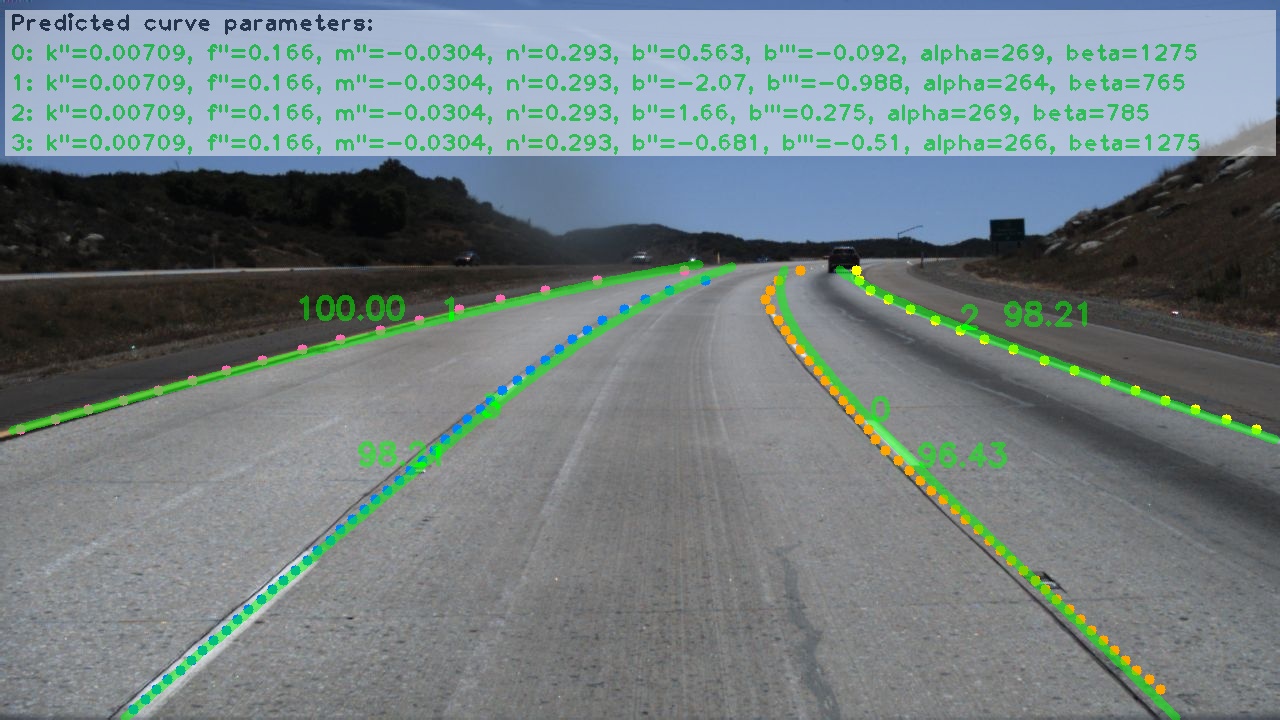 Predicted curve parameters:
0: k''=0.00709, f''=0.166, m''=-0.0304, n'=0.293, b''=0.563, b'''=-0.092, alpha=269, beta=1275
1: k''=0.00709, f''=0.166, m''=-0.0304, n'=0.293, b''=-2.07, b'''=-0.988, alpha=264, beta=765
2: k''=0.00709, f''=0.166, m''=-0.0304, n'=0.293, b''=1.66, b'''=0.275, alpha=269, beta=785
3: k''=0.00709, f''=0.166, m''=-0.0304, n'=0.293, b''=-0.681, b'''=-0.51, alpha=266, beta=1275
100.00 1 2 98.21
0
96.43